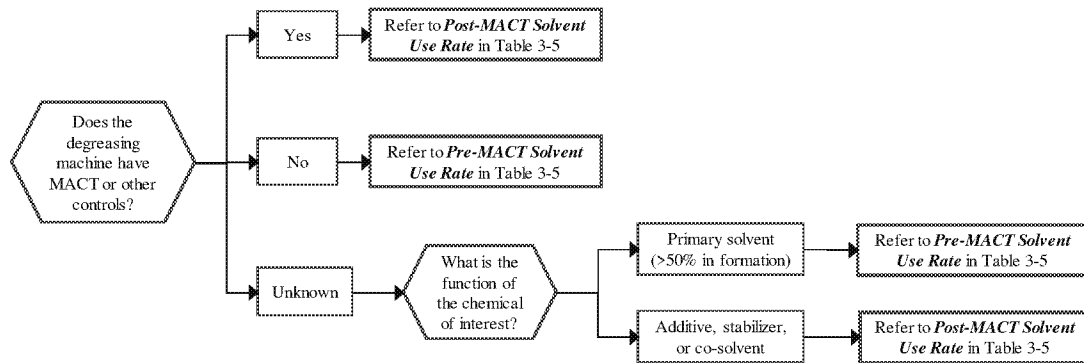 Yes
Refer to Post-MACT Solvent
Use Rate in Table 3-5
Does the
degreasing
machine have
MACT or other
controls?
No
Refer to Pre-MACT Solvent
Use Rate in Table 3-5
Unknown
What is the
function of
the chemical
of interest?
Primary solvent
(>50% in formation)
Refer to Pre-MACT Solvent
Use Rate in Table 3-5
Additive, stabilizer,
or co-solvent
Refer to Post-MACT Solvent
Use Rate in Table 3-5